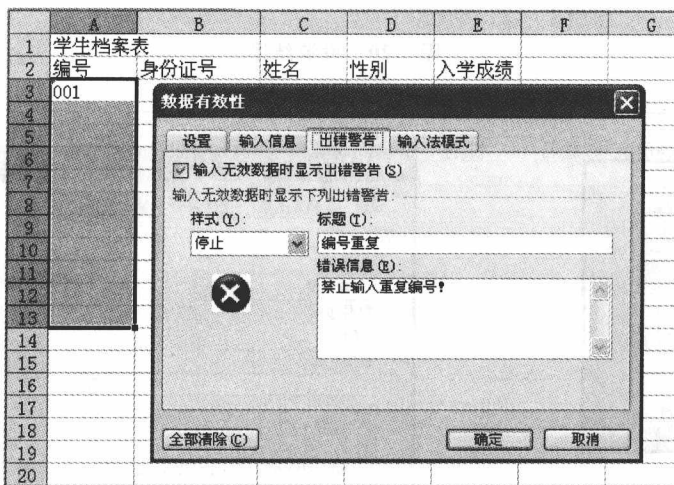 A B C D E F G
1 学生档案表
2 编号 身份证号 姓名 性别 入学成绩
3 001
4
5
6
7
8
9
10
11
12
13
14
15
16
17
18
19
20
数据有效性
设置 输入信息 出错警告 输入法模式
输入无效数据时显示出错警告(S)
输入无效数据时显示下列出错警告:
样式(Y): 标题(T):
停止 编号重复
错误信息(E):
禁止输入重复编号!
全部清除(C) 确定 取消